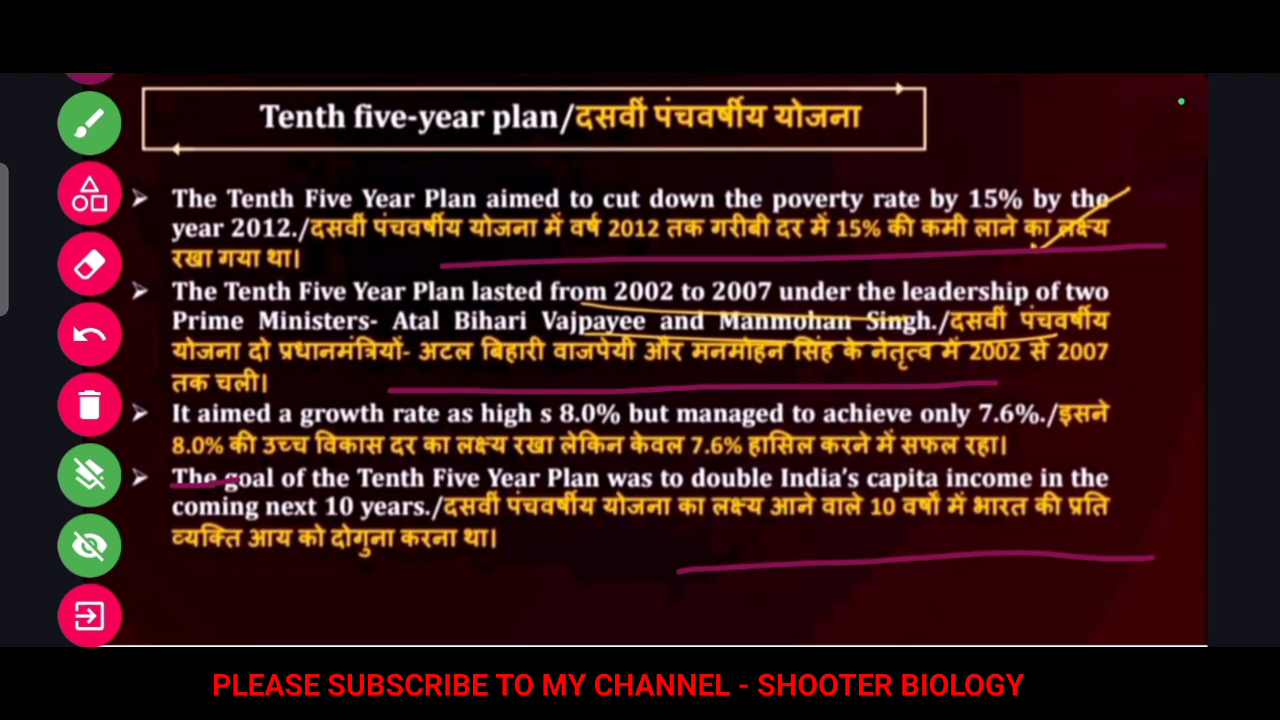 Tenth five-year plan/दसवीं पंचवर्षीय योजना
The Tenth Five Year Plan aimed to cut down the poverty rate by 15% by the
year 2012./दसवीं पंचवर्षीय योजना में वर्ष 2012 तक गरीबी दर में 15% की कमी लाने का लक्ष्य
रखा गया था।
The Tenth Five Year Plan lasted from 2002 to 2007 under the leadership of two
Prime Ministers- Atal Bihari Vajpayee and Manmohan Singh./दसवीं पंचवर्षीय
योजना दो प्रधानमंत्रियों- अटल बिहारी वाजपेयी और मनमोहन सिंह के नेतृत्व में 2002 से 2007
तक चली।
It aimed a growth rate as high s 8.0% but managed to achieve only 7.6%./इसने
8.0% की उच्च विकास दर का लक्ष्य रखा लेकिन केवल 7.6% हासिल करने में सफल रहा।
The goal of the Tenth Five Year Plan was to double India's capita income in the
coming next 10 years./दसवीं पंचवर्षीय योजना का लक्ष्य आने वाले 10 वर्षों में भारत की प्रति
व्यक्ति आय को दोगुना करना था।
PLEASE SUBSCRIBE TO MY CHANNEL - SHOOTER BIOLOGY